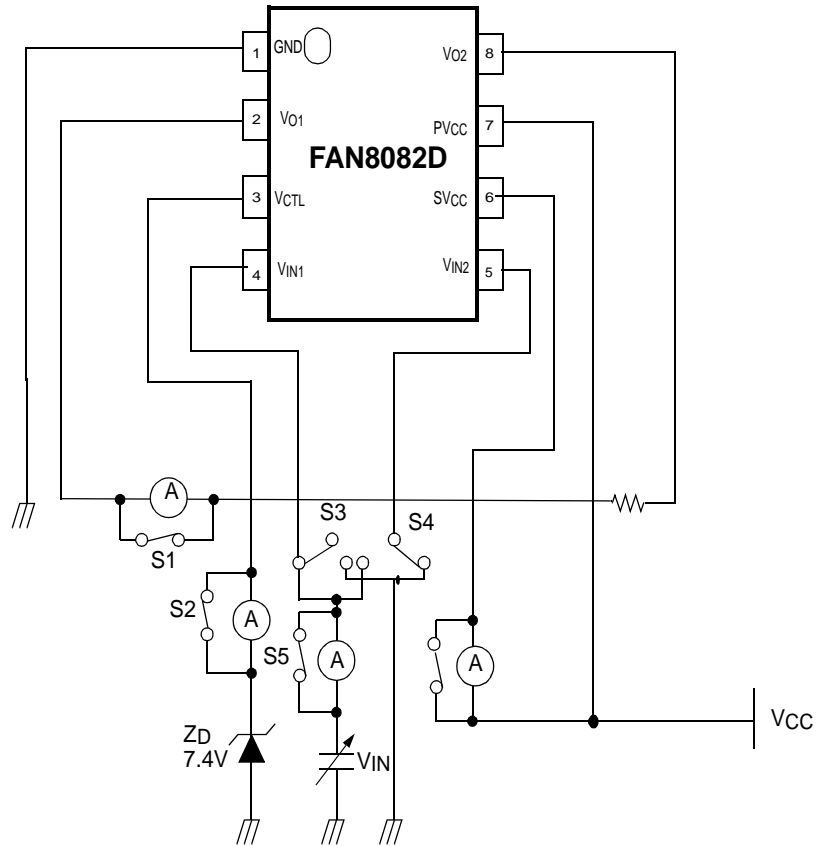 1 GND VO2 8
2 VO1 PVCC 7
FAN8082D
3 VCTL SVCC 6
4 VIN1 VIN2 5
A
S3 S4
S1
S2 A
S5 A A
ZD
7.4V
VIN
VCC